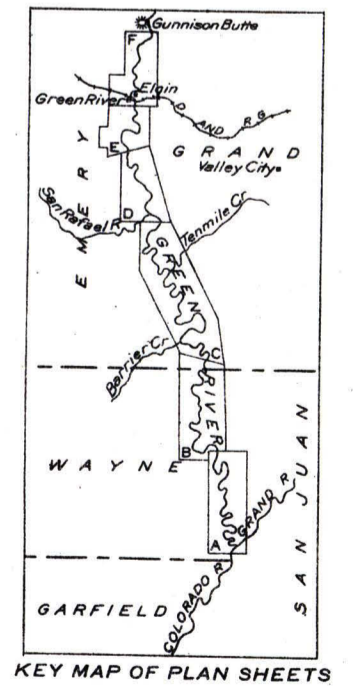 Gunnison Butte
F
Elgin
Green River
D AND R G
E
GRAND
Valley City
EMERY
San Rafael R
D
Tenmile Cr
GREEN RIVER
Barrier Cr
C
B
WAYNE
SAN JUAN
GRAND R
A
COLORADO R
GARFIELD
KEY MAP OF PLAN SHEETS